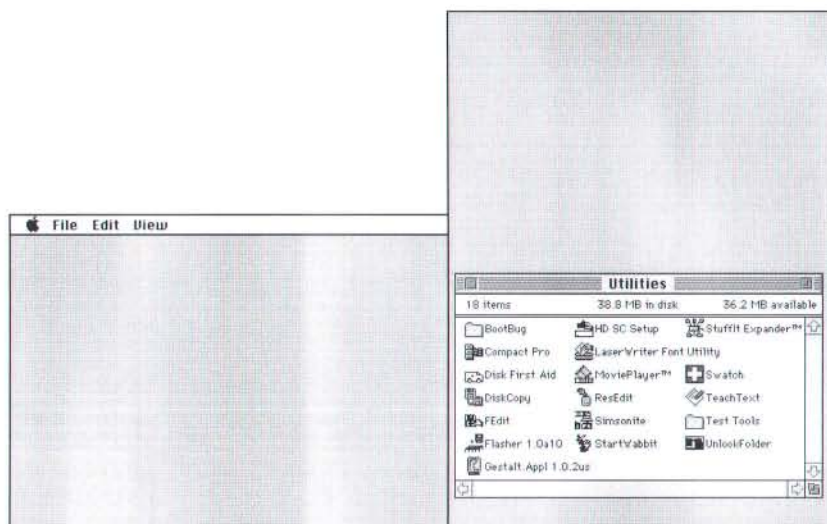 File Edit View
Utilities
18 items 38.8 MB in disk 36.2 MB available
BootBug HD SC Setup StuffIt Expander™
Compact Pro LaserWriter Font Utility
Disk First Aid MoviePlayer™ Swatch
DiskCopy ResEdit TeachText
FEdit Simsonite Test Tools
Flasher 1.0a10 StartWabbit UnlockFolder
Gestalt.Appl 1.0.2us